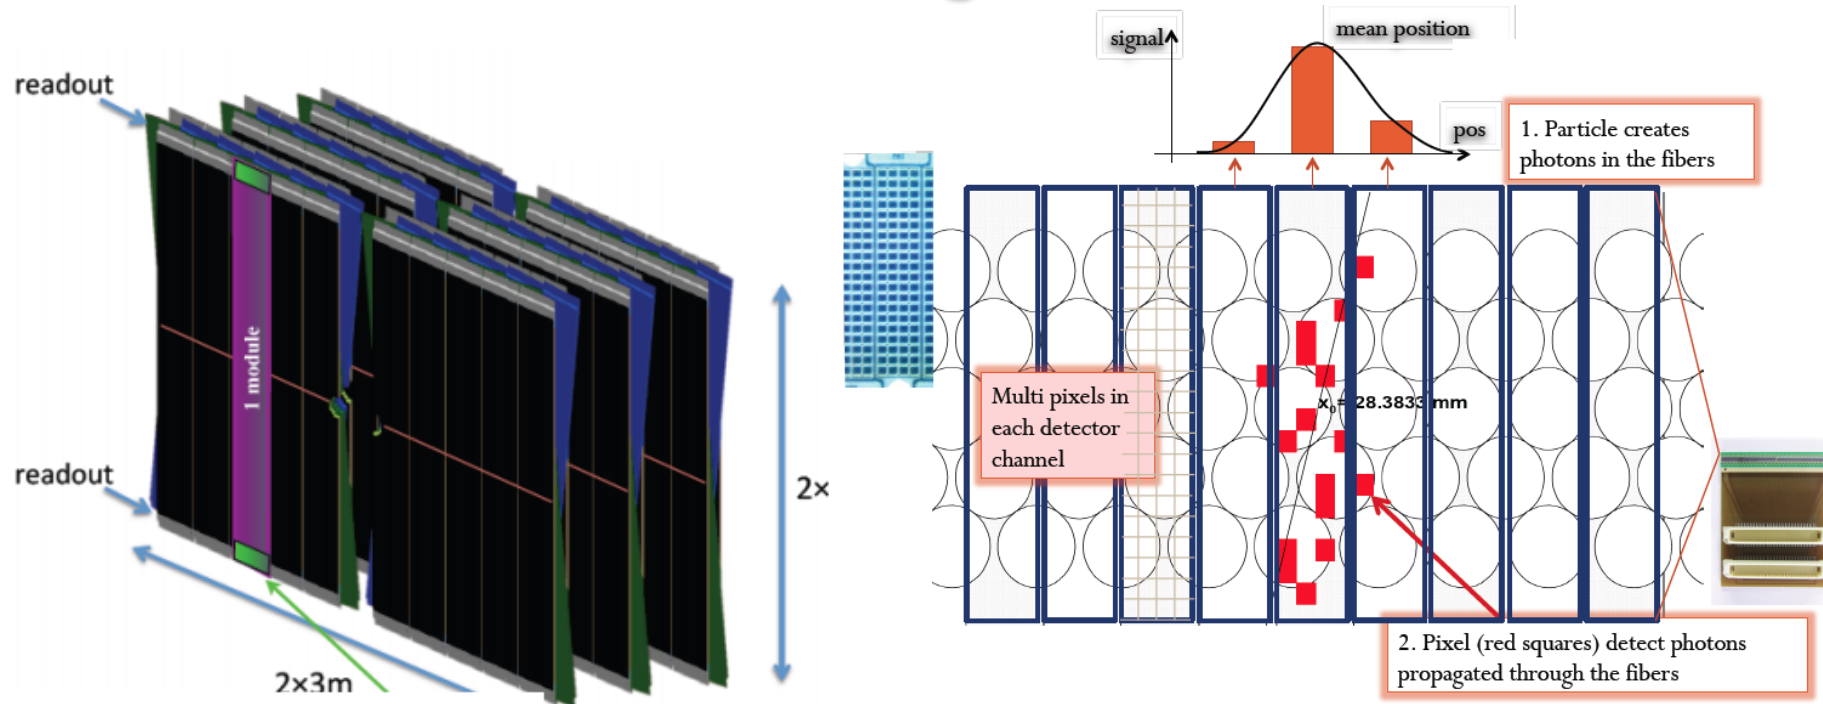 readout
1 module
readout
2×
2×3m
signal
mean position
pos
1. Particle creates
photons in the fibers
Multi pixels in
each detector
channel
x₀= 28.3833 mm
2. Pixel (red squares) detect photons
propagated through the fibers